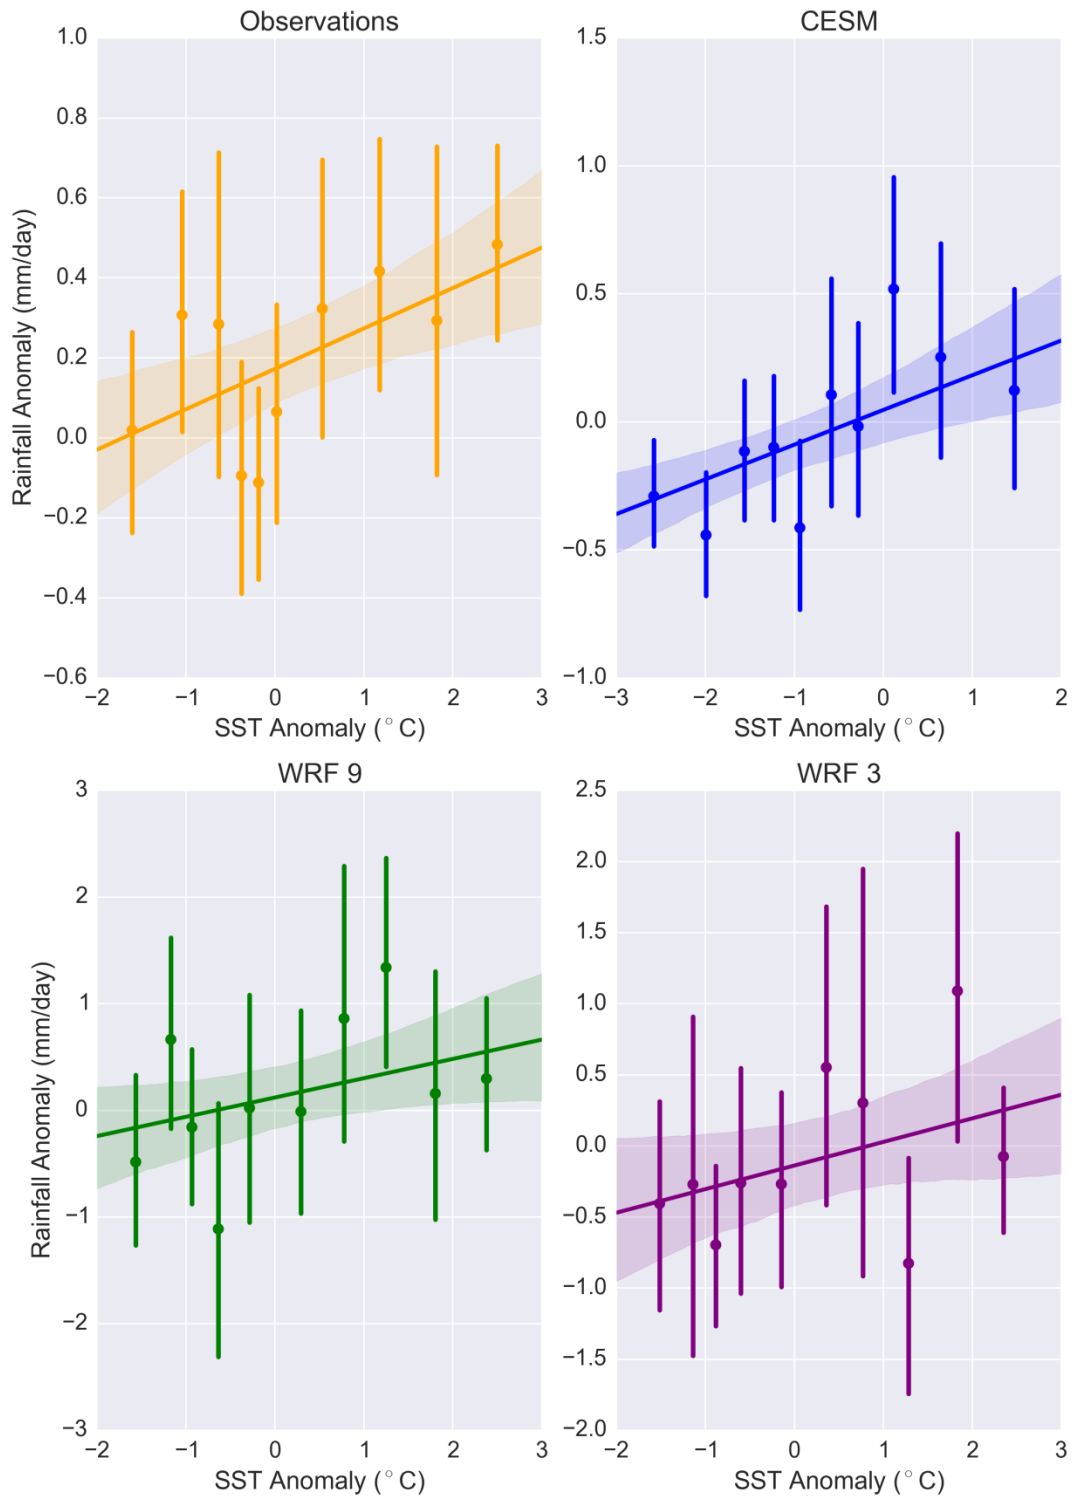 Observations
1.0
0.8
0.6
0.4
0.2
0.0
−0.2
−0.4
−0.6
Rainfall Anomaly (mm/day)
−2 −1 0 1 2 3
SST Anomaly (°C)
CESM
1.5
1.0
0.5
0.0
−0.5
−1.0
−3 −2 −1 0 1 2
SST Anomaly (°C)
WRF 9
3
2
1
0
−1
−2
−3
Rainfall Anomaly (mm/day)
−2 −1 0 1 2 3
SST Anomaly (°C)
WRF 3
2.5
2.0
1.5
1.0
0.5
0.0
−0.5
−1.0
−1.5
−2.0
−2 −1 0 1 2 3
SST Anomaly (°C)